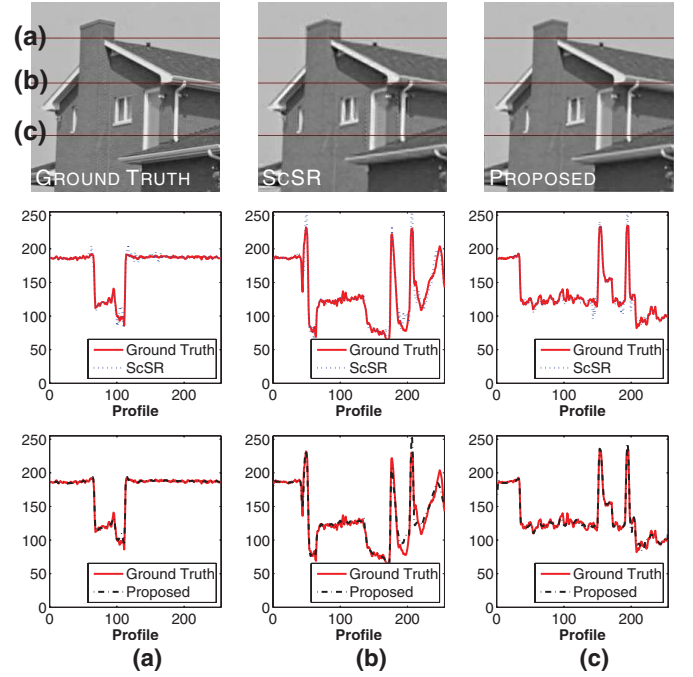 (a)
(b)
(c)
GROUND TRUTH
SCSR
PROPOSED
250
200
150
100
50
0
0 100 200
Profile
Ground Truth
ScSR
250
200
150
100
50
0
0 100 200
Profile
Ground Truth
ScSR
250
200
150
100
50
0
0 100 200
Profile
Ground Truth
ScSR
250
200
150
100
50
0
0 100 200
Profile
Ground Truth
Proposed
250
200
150
100
50
0
0 100 200
Profile
Ground Truth
Proposed
250
200
150
100
50
0
0 100 200
Profile
Ground Truth
Proposed
(a)
(b)
(c)